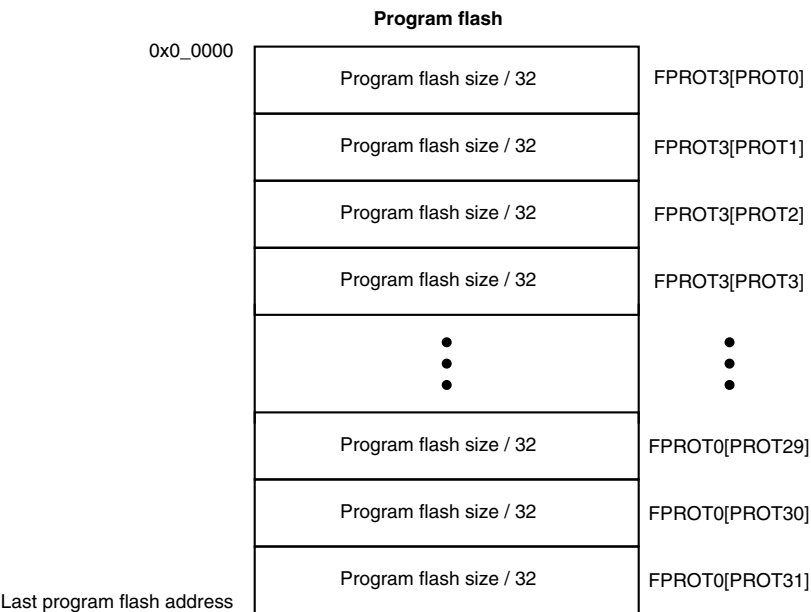 Program flash
0x0_0000
Program flash size / 32 FPROT3[PROT0]
Program flash size / 32 FPROT3[PROT1]
Program flash size / 32 FPROT3[PROT2]
Program flash size / 32 FPROT3[PROT3]
Program flash size / 32 FPROT0[PROT29]
Program flash size / 32 FPROT0[PROT30]
Program flash size / 32 FPROT0[PROT31]
Last program flash address